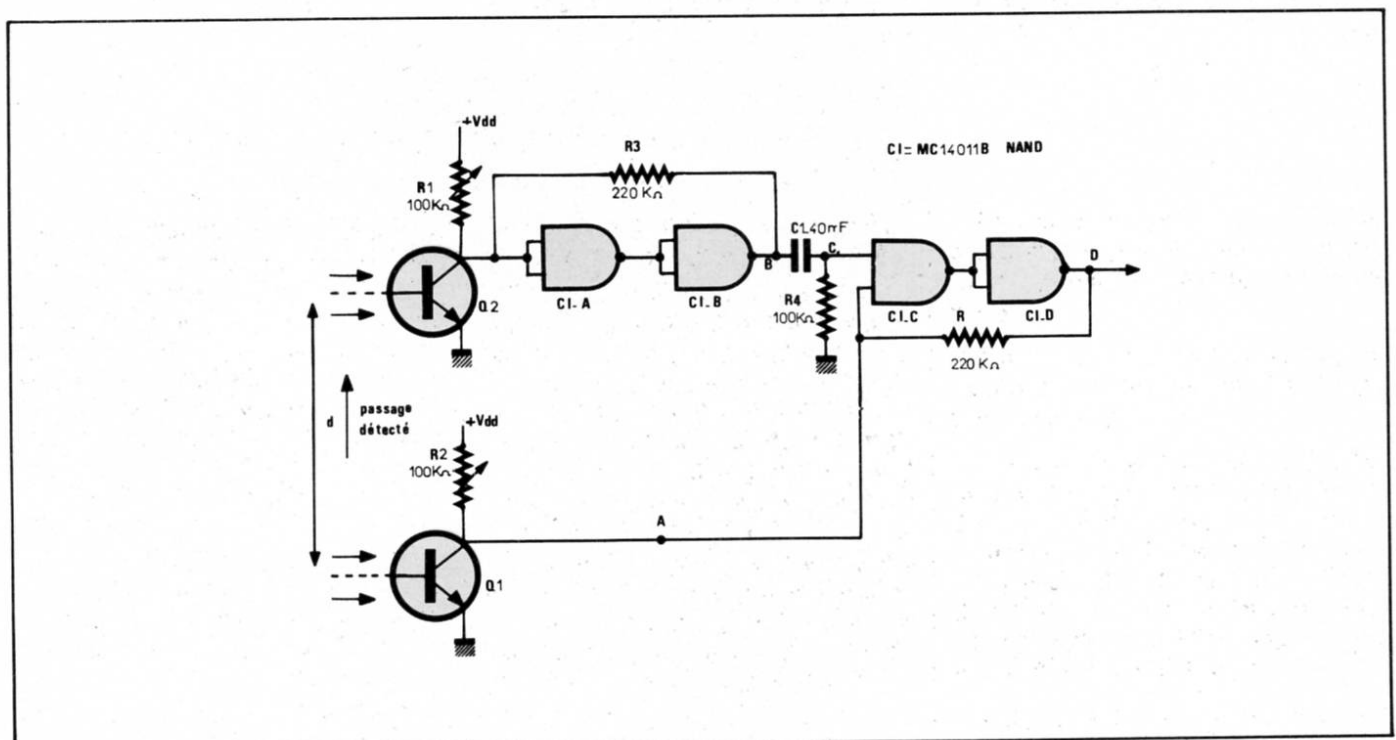 +Vdd
R3
CI= MC14011B NAND
R1
100KΩ
220 KΩ
C1.40nF
C.
D
B
Q2
CI-A
CI-B
R4
100KΩ
CI-C
R
CI-D
220 KΩ
d
passage
détecté
+Vdd
R2
100KΩ
A
Q1